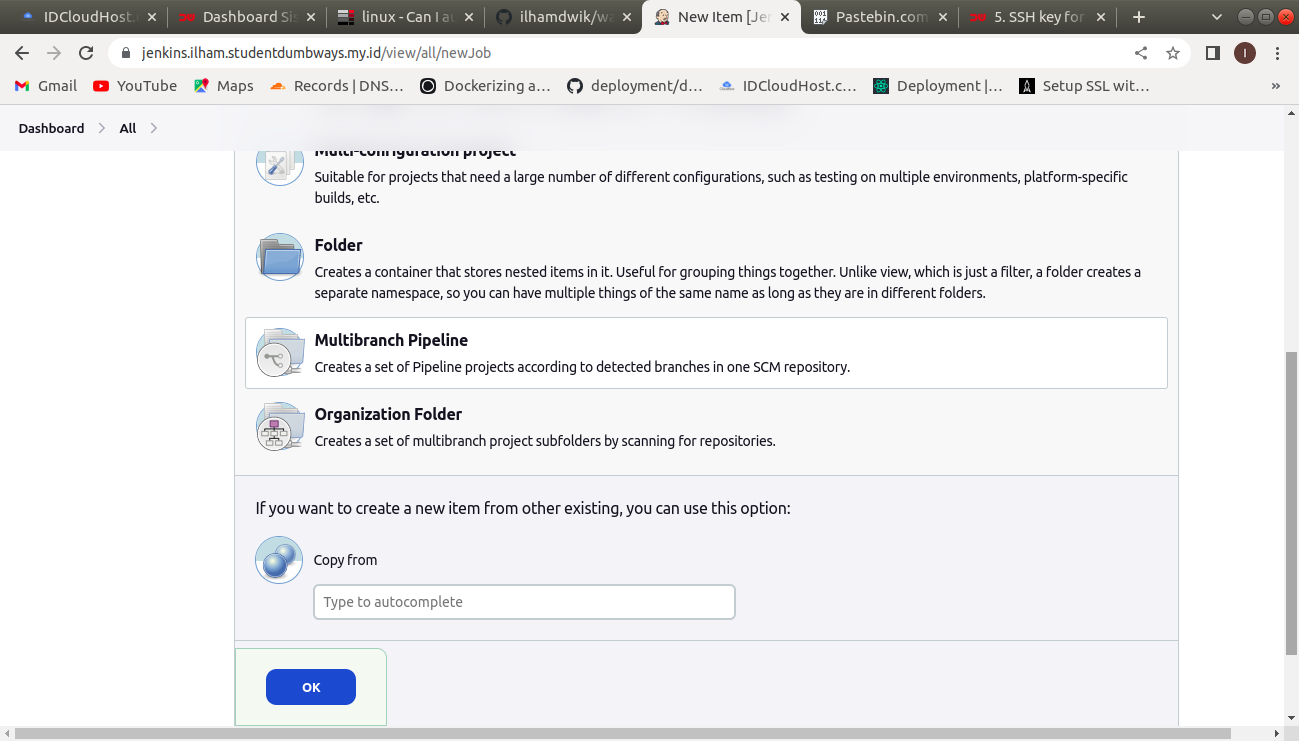 IDCloudHost.
Dashboard Sis
linux - Can I au
ilhamdwik/wa
New Item [Je
Pastebin.com
5. SSH key for
jenkins.ilham.studentdumbways.my.id/view/all/newJob
I
Gmail
YouTube
Maps
Records | DNS...
Dockerizing a...
deployment/d...
IDCloudHost.c...
Deployment |...
Setup SSL wit...
»
Dashboard
All
Multi-configuration project
Suitable for projects that need a large number of different configurations, such as testing on multiple environments, platform-specific
builds, etc.
Folder
Creates a container that stores nested items in it. Useful for grouping things together. Unlike view, which is just a filter, a folder creates a
separate namespace, so you can have multiple things of the same name as long as they are in different folders.
Multibranch Pipeline
Creates a set of Pipeline projects according to detected branches in one SCM repository.
Organization Folder
Creates a set of multibranch project subfolders by scanning for repositories.
If you want to create a new item from other existing, you can use this option:
Copy from
Type to autocomplete
OK